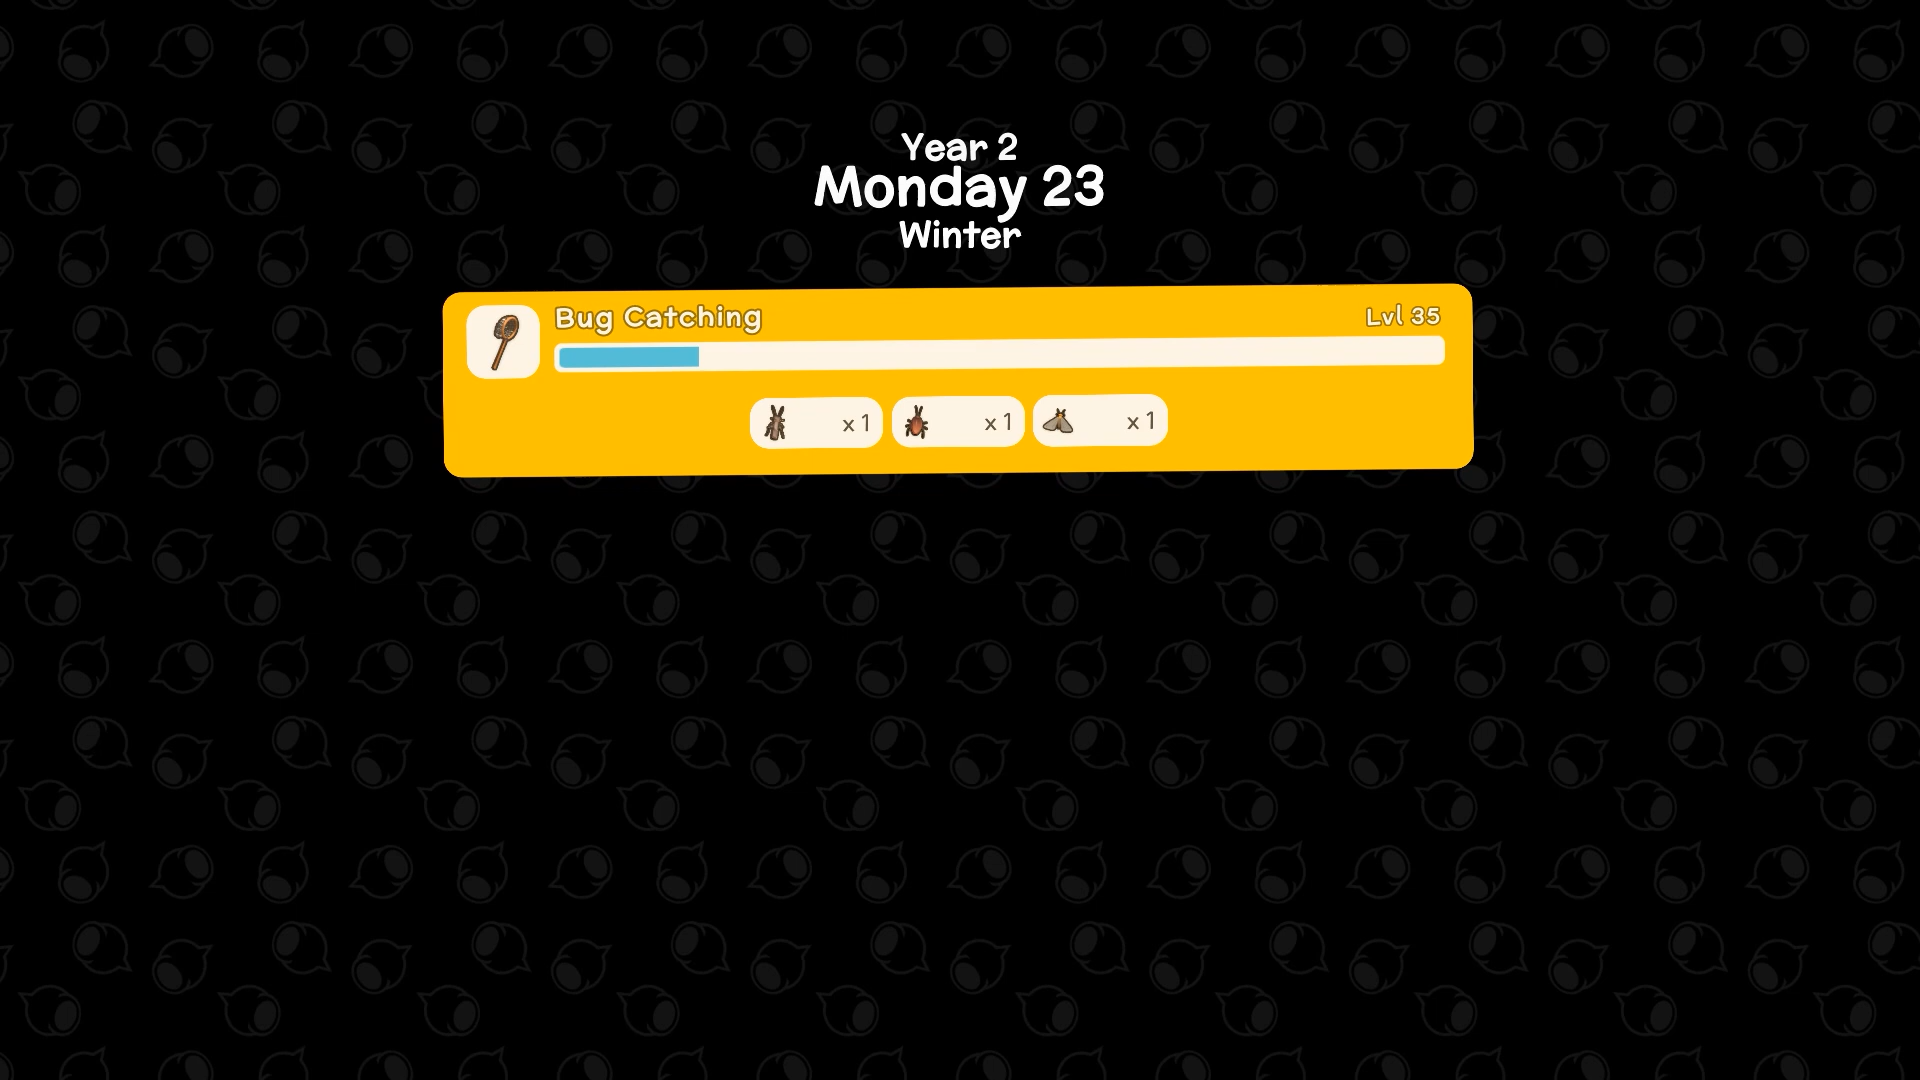 Year 2
Monday 23
Winter
Bug Catching
Lvl 35
x 1
x 1
x 1